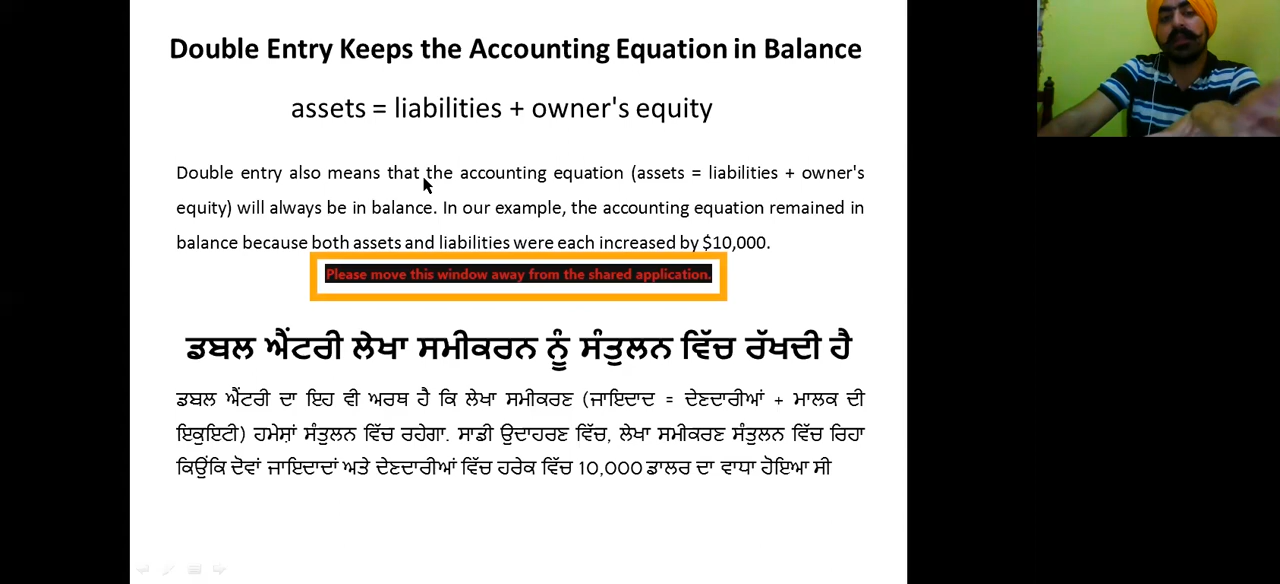 Double Entry Keeps the Accounting Equation in Balance
assets = liabilities + owner's equity
Double entry also means that the accounting equation (assets = liabilities + owner's
equity) will always be in balance. In our example, the accounting equation remained in
balance because both assets and liabilities were each increased by $10,000.
Please move this window away from the shared application.
ਡਬਲ ਐਂਟਰੀ ਲੇਖਾ ਸਮੀਕਰਨ ਨੂੰ ਸੰਤੁਲਨ ਵਿੱਚ ਰੱਖਦੀ ਹੈ
ਡਬਲ ਐਂਟਰੀ ਦਾ ਇਹ ਵੀ ਅਰਥ ਹੈ ਕਿ ਲੇਖਾ ਸਮੀਕਰਣ (ਜਾਇਦਾਦ = ਦੇਣਦਾਰੀਆਂ + ਮਾਲਕ ਦੀ
ਇਕੁਇਟੀ) ਹਮੇਸ਼ਾਂ ਸੰਤੁਲਨ ਵਿੱਚ ਰਹੇਗਾ. ਸਾਡੀ ਉਦਾਹਰਣ ਵਿੱਚ, ਲੇਖਾ ਸਮੀਕਰਣ ਸੰਤੁਲਨ ਵਿੱਚ ਰਿਹਾ
ਕਿਉਂਕਿ ਦੋਵਾਂ ਜਾਇਦਾਦਾਂ ਅਤੇ ਦੇਣਦਾਰੀਆਂ ਵਿੱਚ ਹਰੇਕ ਵਿੱਚ 10,000 ਡਾਲਰ ਦਾ ਵਾਧਾ ਹੋਇਆ ਸੀ